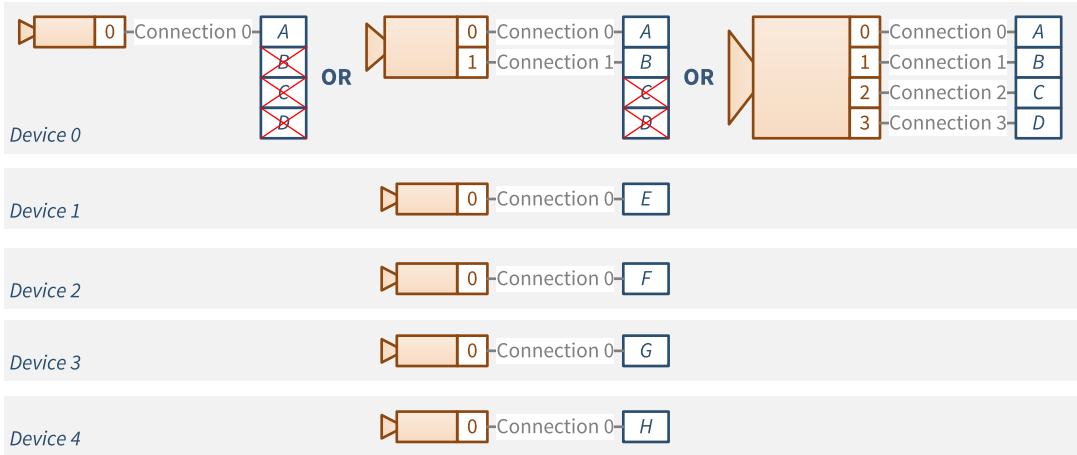 0 Connection 0 A
B
C
D
OR
0 Connection 0 A
1 Connection 1 B
C
D
OR
0 Connection 0 A
1 Connection 1 B
2 Connection 2 C
3 Connection 3 D
Device 0
Device 1
0 Connection 0 E
Device 2
0 Connection 0 F
Device 3
0 Connection 0 G
Device 4
0 Connection 0 H